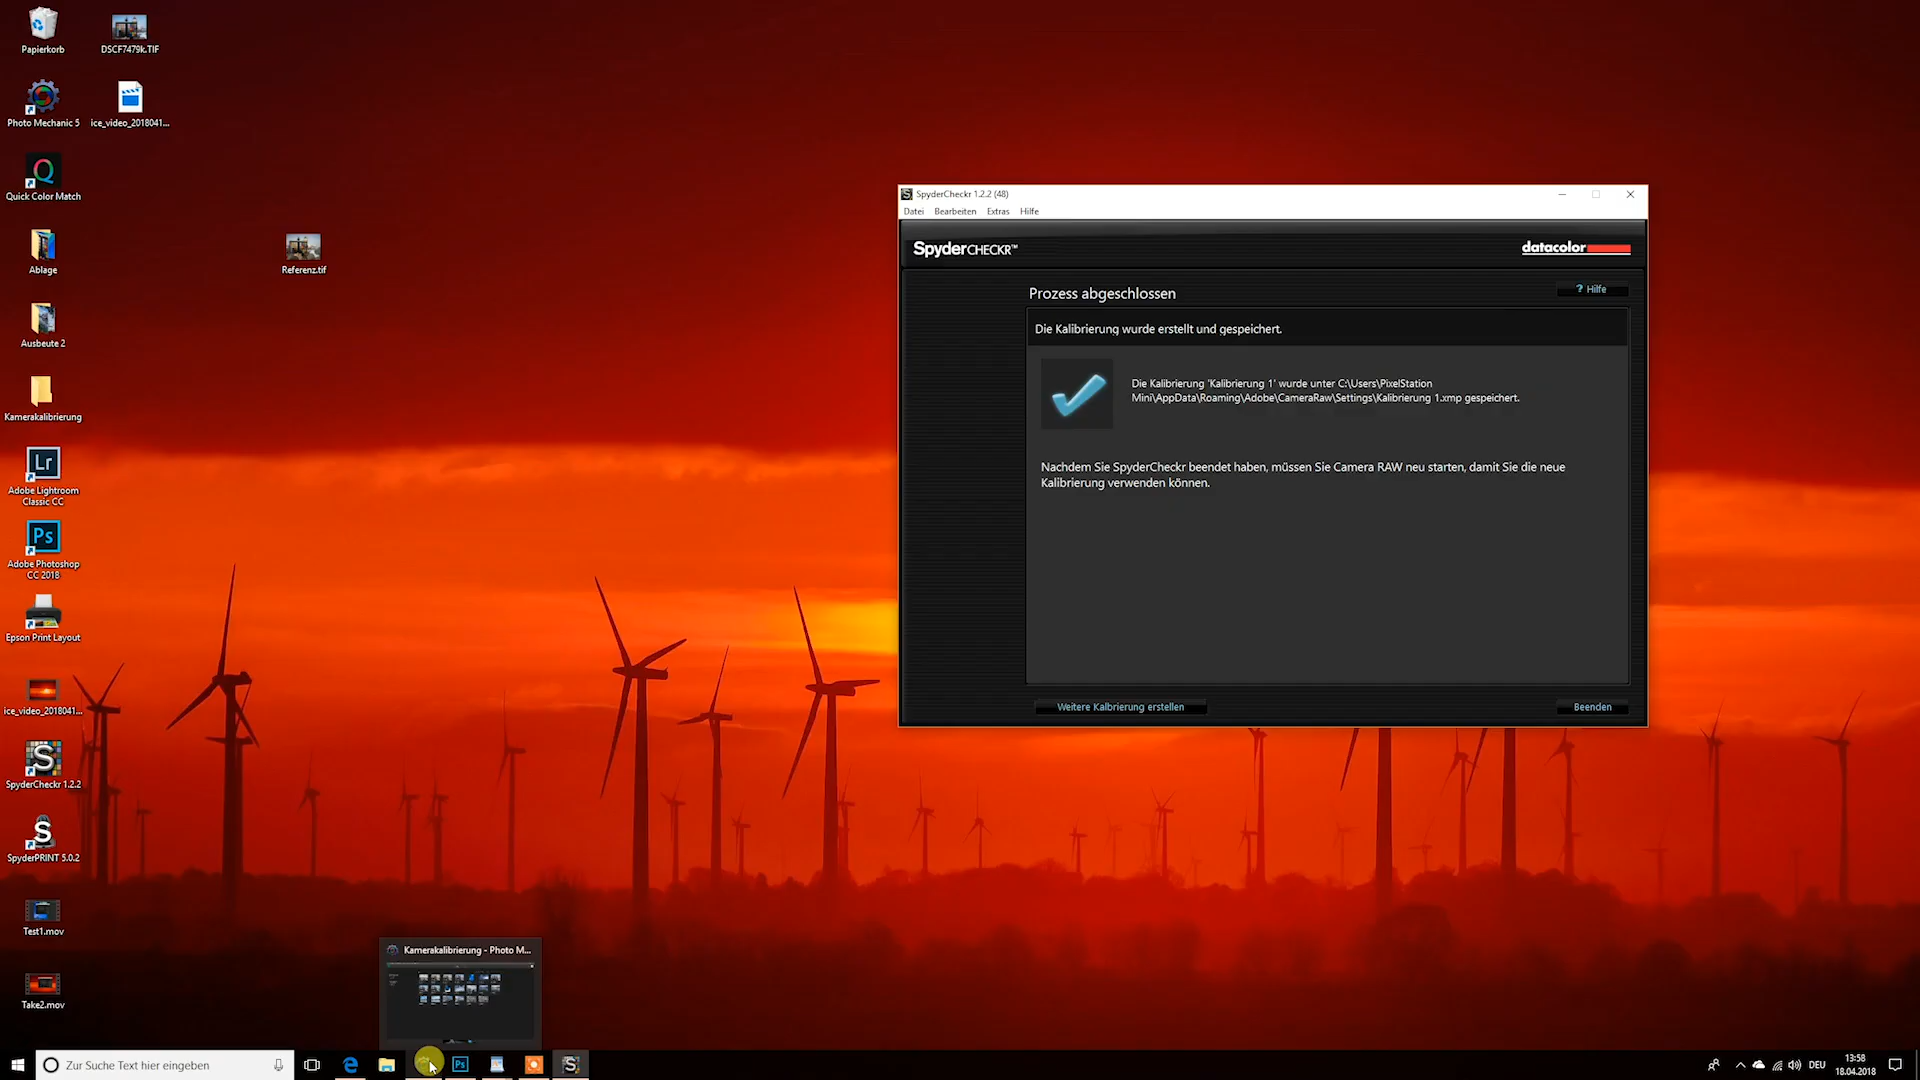 Papierkorb
DSCF7479k.TIF
Photo Mechanic 5
ice_video_2018041...
Quick Color Match
Ablage
Referenz.tif
Ausbeute 2
Kamerakalibrierung
Lr
Adobe Lightroom
Classic CC
Ps
Adobe Photoshop
CC 2018
Epson Print Layout
ice_video_2018041...
S
SpyderCheckr 1.2.2
S
SpyderPRINT 5.0.2
Test1.mov
Take2.mov
SpyderCheckr 1.2.2 (48)
Datei Bearbeiten Extras Hilfe
SpyderCHECKR™
datacolor
Prozess abgeschlossen
? Hilfe
Die Kalibrierung wurde erstellt und gespeichert.
Die Kalibrierung 'Kalibrierung 1' wurde unter C:\Users\PixelStation
Mini\AppData\Roaming\Adobe\CameraRaw\Settings\Kalibrierung 1.xmp gespeichert.
Nachdem Sie SpyderCheckr beendet haben, müssen Sie Camera RAW neu starten, damit Sie die neue
Kalibrierung verwenden können.
Weitere Kalbrierung erstellen
Beenden
Kamerakalibrierung - Photo M...
Zur Suche Text hier eingeben
Ps
S
DEU
13:58
18.04.2018